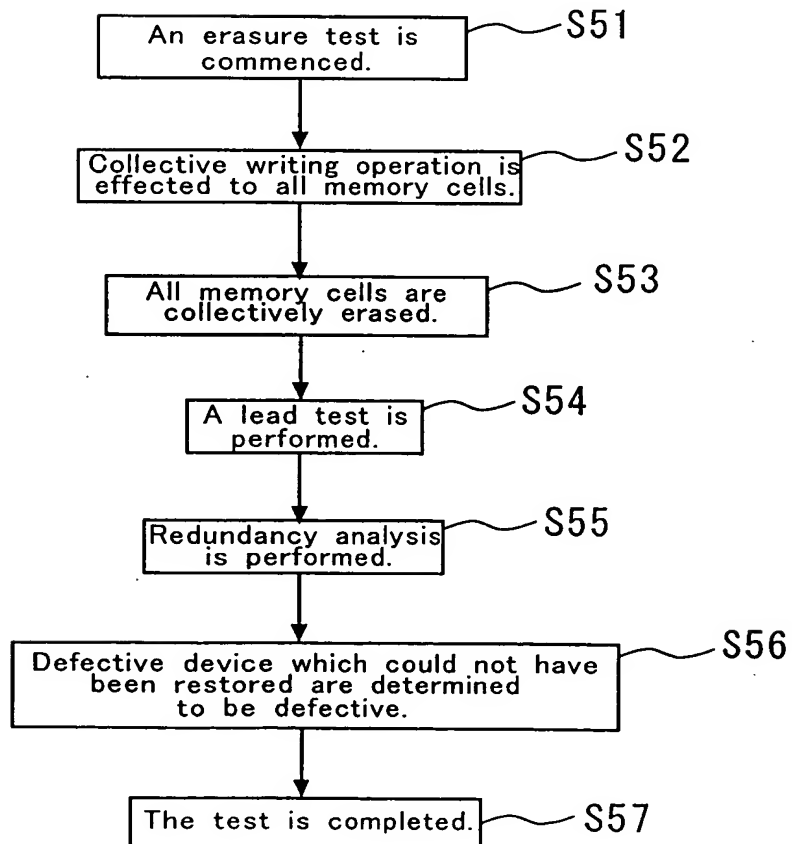 An erasure test is
commenced.
S51
Collective writing operation is
effected to all memory cells.
S52
All memory cells are
collectively erased.
S53
A lead test is
performed.
S54
Redundancy analysis
is performed.
S55
Defective device which could not have
been restored are determined
to be defective.
S56
The test is completed.
S57